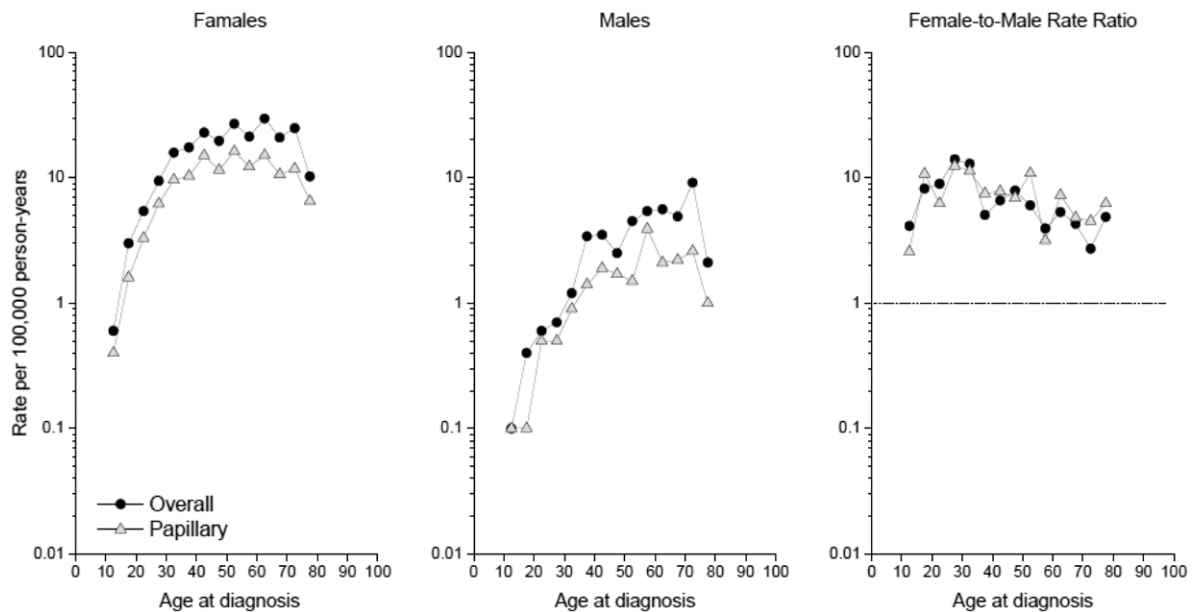 Famales
Males
Female-to-Male Rate Ratio
Rate per 100,000 person-years
100
10
1
0.1
0.01
Overall
Papillary
0 10 20 30 40 50 60 70 80 90 100
Age at diagnosis
100
10
1
0.1
0.01
0 10 20 30 40 50 60 70 80 90 100
Age at diagnosis
100
10
1
0.1
0.01
0 10 20 30 40 50 60 70 80 90 100
Age at diagnosis